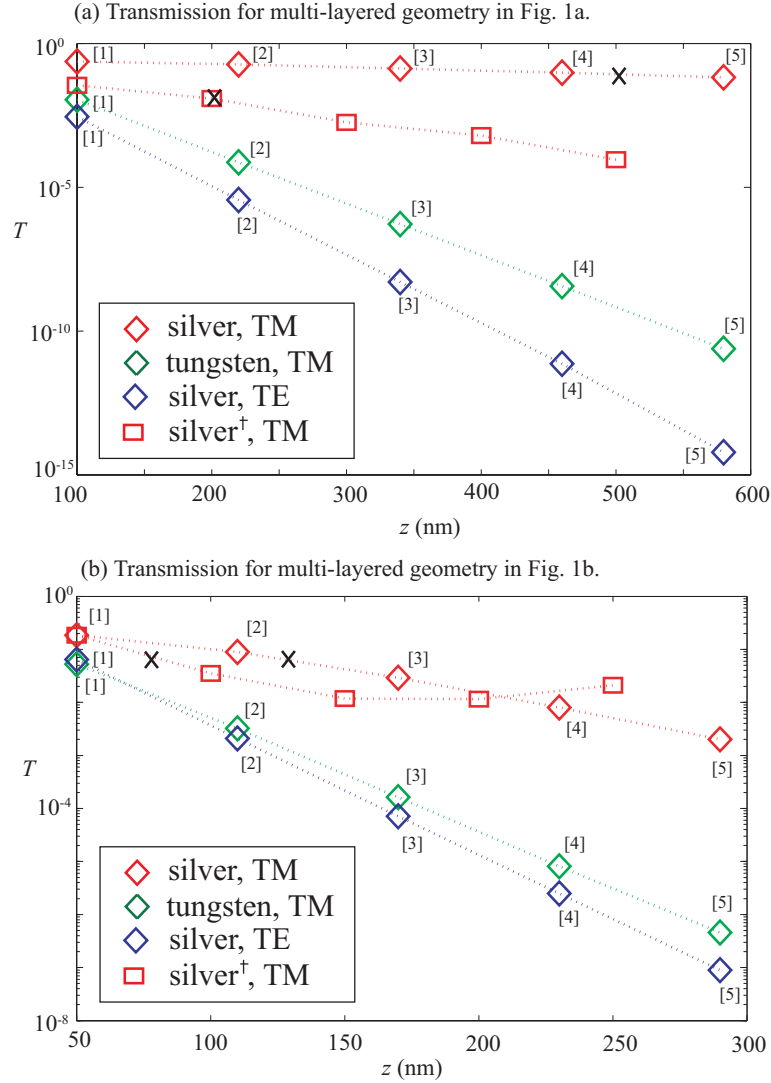 (a) Transmission for multi-layered geometry in Fig. 1a.
10⁰
[1]
[2]
[3]
[4]
[5]
[1]
[1]
[2]
[2]
10⁻⁵
T
[3]
[3]
[4]
[4]
10⁻¹⁰
[5]
[5]
silver, TM
tungsten, TM
silver, TE
silver†, TM
10⁻¹⁵
100 200 300 400 500 600
z (nm)
(b) Transmission for multi-layered geometry in Fig. 1b.
10⁰
[1]
[2]
[3]
[4]
[5]
[1]
[1]
[2]
[2]
T
[3]
[3]
10⁻⁴
[4]
[4]
[5]
[5]
silver, TM
tungsten, TM
silver, TE
silver†, TM
10⁻⁸
50 100 150 200 250 300
z (nm)